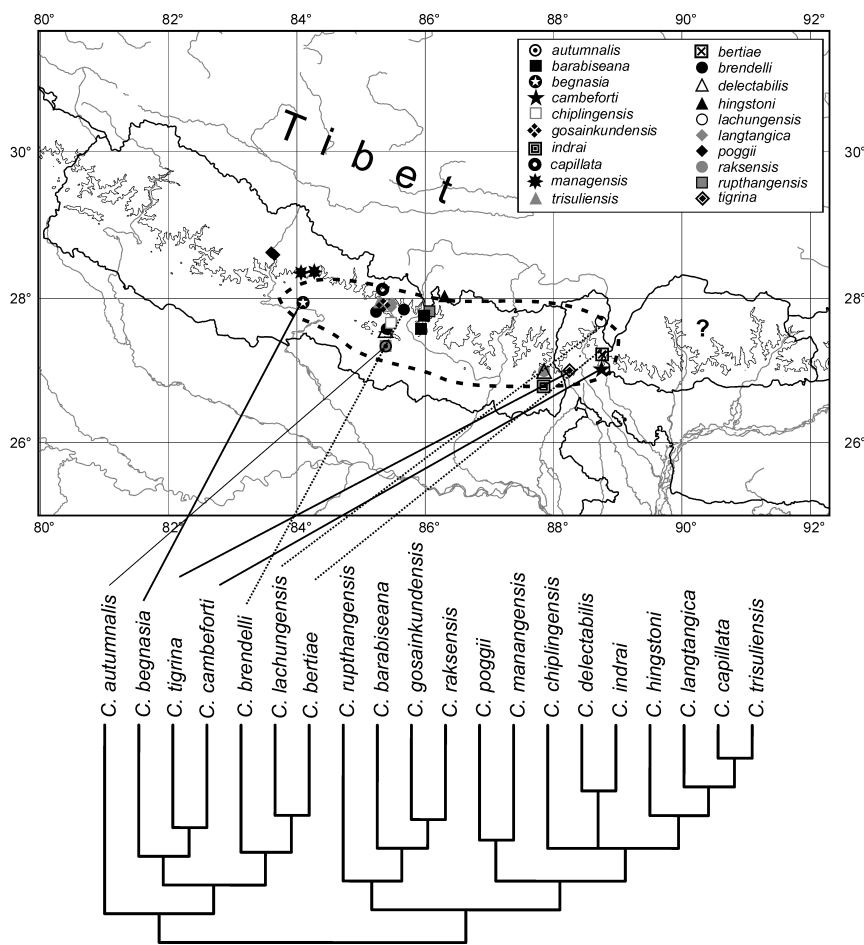 80° 82° 84° 86° 88° 90° 92°
autumnalis
barabiseana
begnasia
cambeforti
chiplingensis
gosainkundensis
indrai
capillata
managensis
trisuliensis
bertiae
brendelli
delectabilis
hingstoni
lachungensis
langtangica
poggii
raksensis
rupthangensis
tigrina
Tibet
30° 30°
28° 28°
?
26° 26°
80° 82 84 86 88 90 92°
C. autumnalis
C. begnasia
C. tigrina
C. cambeforti
C. brendelli
C. lachungensis
C. bertiae
C. rupthangensis
C. barabiseana
C. gosainkundensis
C. raksensis
C. poggii
C. manangensis
C. chiplingensis
C. delectabilis
C. indrai
C. hingstoni
C. langtangica
C. capillata
C. trisuliensis